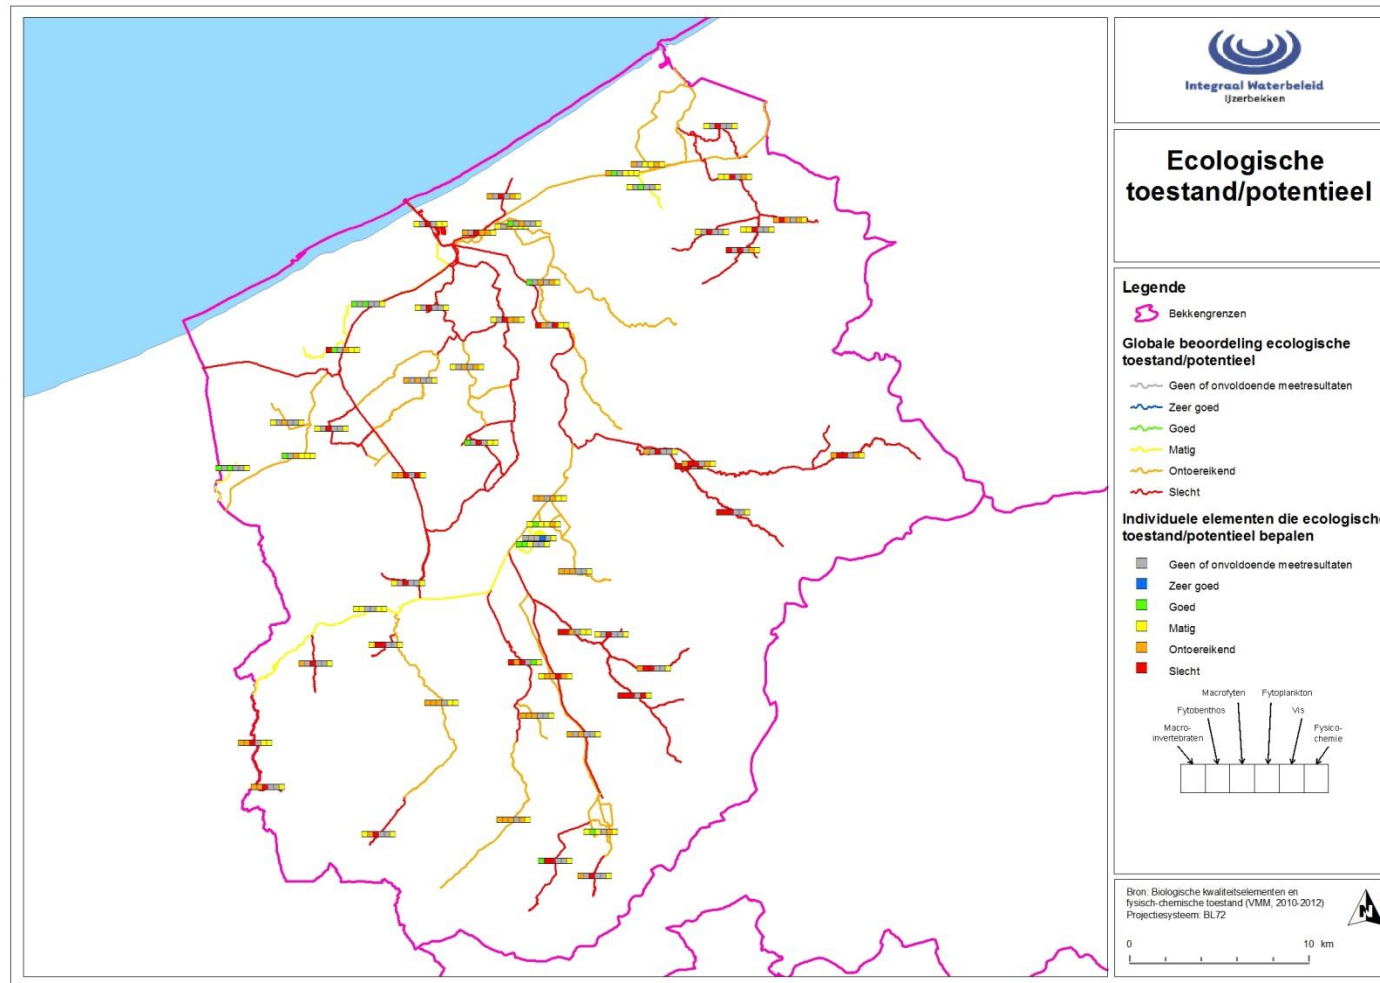 Integraal Waterbeleid
IJzerbekken
Ecologische
toestand/potentieel
Legende
Bekkengrenzen
Globale beoordeling ecologische
toestand/potentieel
Geen of onvoldoende meetresultaten
Zeer goed
Goed
Matig
Ontoereikend
Slecht
Individuele elementen die ecologische
toestand/potentieel bepalen
Geen of onvoldoende meetresultaten
Zeer goed
Goed
Matig
Ontoereikend
Slecht
Macrofyten Fytoplankton
Fytobenthos Vis
Macro-
invertebraten
Fysico-
chemie
Bron: Biologische kwaliteitselementen en
fysisch-chemische toestand (VMM, 2010-2012)
Projectiesysteem: BL72
N
0 10 km